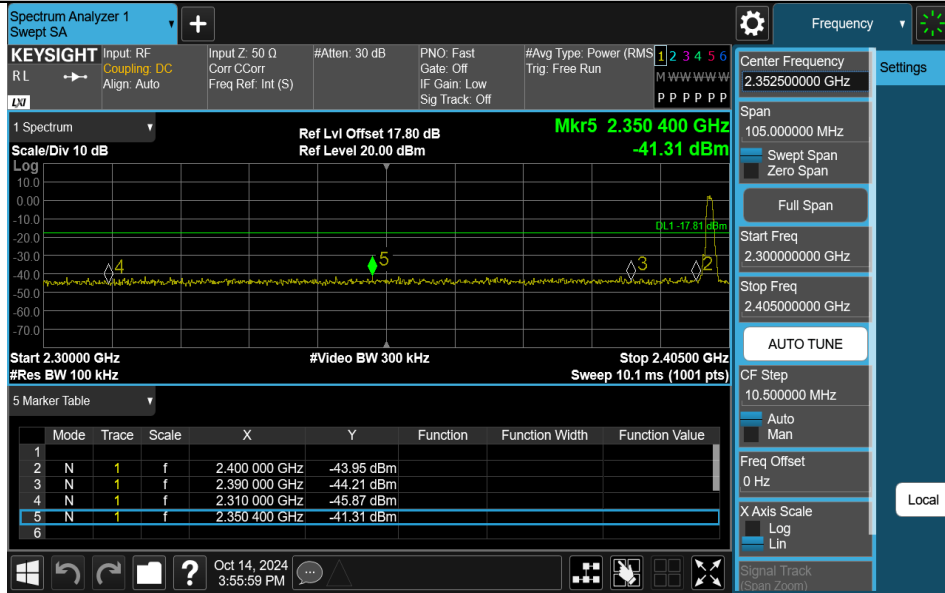 Spectrum Analyzer 1
Swept SA
Frequency
KEYSIGHT
R L
LXI
Input: RF
Coupling: DC
Align: Auto
Input Z: 50 Ω
Corr CCorr
Freq Ref: Int (S)
#Atten: 30 dB
PNO: Fast
Gate: Off
IF Gain: Low
Sig Track: Off
#Avg Type: Power (RMS
Trig: Free Run
1 2 3 4 5 6
M W W W W W
P P P P P P
1 Spectrum
Scale/Div 10 dB
Ref Lvl Offset 17.80 dB
Ref Level 20.00 dBm
Mkr5 2.350 400 GHz
-41.31 dBm
Log
10.0
0.00
-10.0
-20.0
-30.0
-40.0
-50.0
-60.0
-70.0
DL1 -17.81 dBm
4
5
3
2
Start 2.30000 GHz
#Video BW 300 kHz
Stop 2.40500 GHz
#Res BW 100 kHz
Sweep 10.1 ms (1001 pts)
5 Marker Table
Mode Trace Scale X Y Function Function Width Function Value
1
2 N 1 f 2.400 000 GHz -43.95 dBm
3 N 1 f 2.390 000 GHz -44.21 dBm
4 N 1 f 2.310 000 GHz -45.87 dBm
5 N 1 f 2.350 400 GHz -41.31 dBm
6
?
Oct 14, 2024
3:55:59 PM
Center Frequency
2.352500000 GHz
Span
105.000000 MHz
Swept Span
Zero Span
Full Span
Start Freq
2.300000000 GHz
Stop Freq
2.405000000 GHz
AUTO TUNE
CF Step
10.500000 MHz
Auto
Man
Freq Offset
0 Hz
X Axis Scale
Log
Lin
Signal Track
(Span Zoom)
Settings
Local